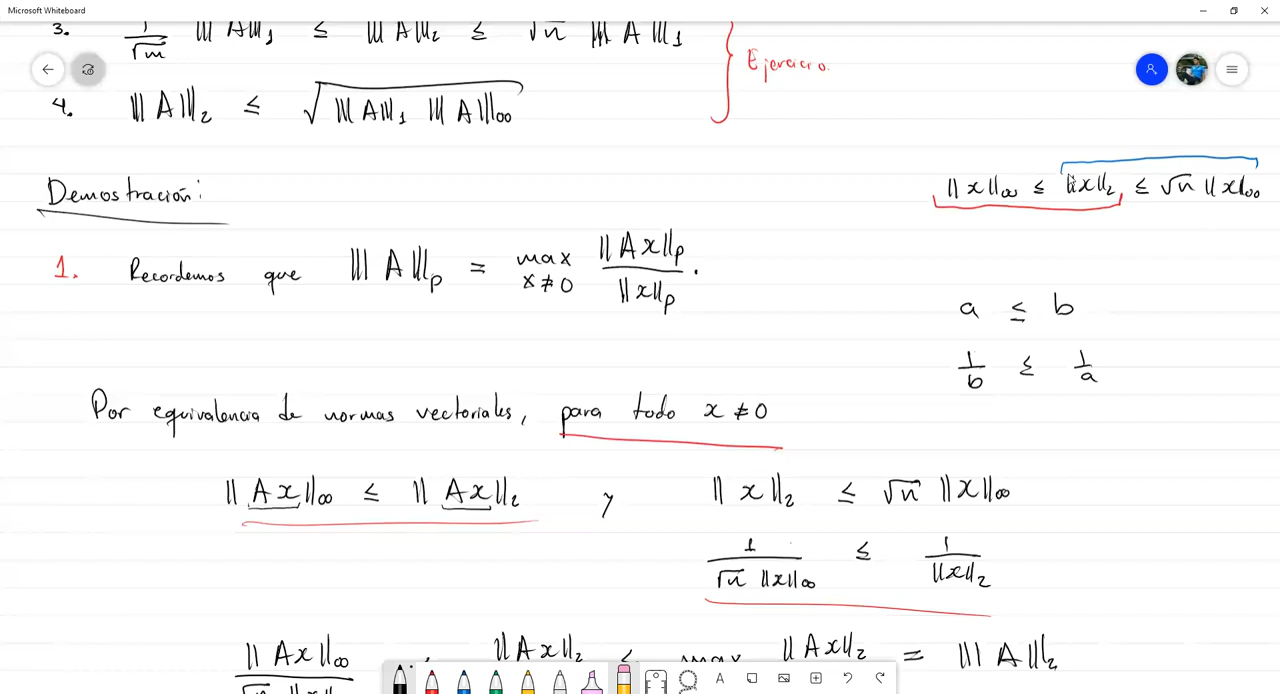 Microsoft Whiteboard
3. 1/√m |||A|||₁ ≤ |||A|||₂ ≤ √n |||A|||₁
Ejercicio.
4. |||A|||₂ ≤ √(|||A|||₁ |||A|||∞)
Demostración:
||x||∞ ≤ ||x||₂ ≤ √n ||x||∞
1. Recordemos que |||A|||p = max x≠0 ||Ax||p / ||x||p.
a ≤ b
1/b ≤ 1/a
Por equivalencia de normas vectoriales, para todo x ≠ 0
||Ax||∞ ≤ ||Ax||₂ y ||x||₂ ≤ √n ||x||∞
1/(√n ||x||∞) ≤ 1/||x||₂
||Ax||∞ / √n ||x||∞ ||Ax||₂ ≤ max ||Ax||₂ = |||A|||₂